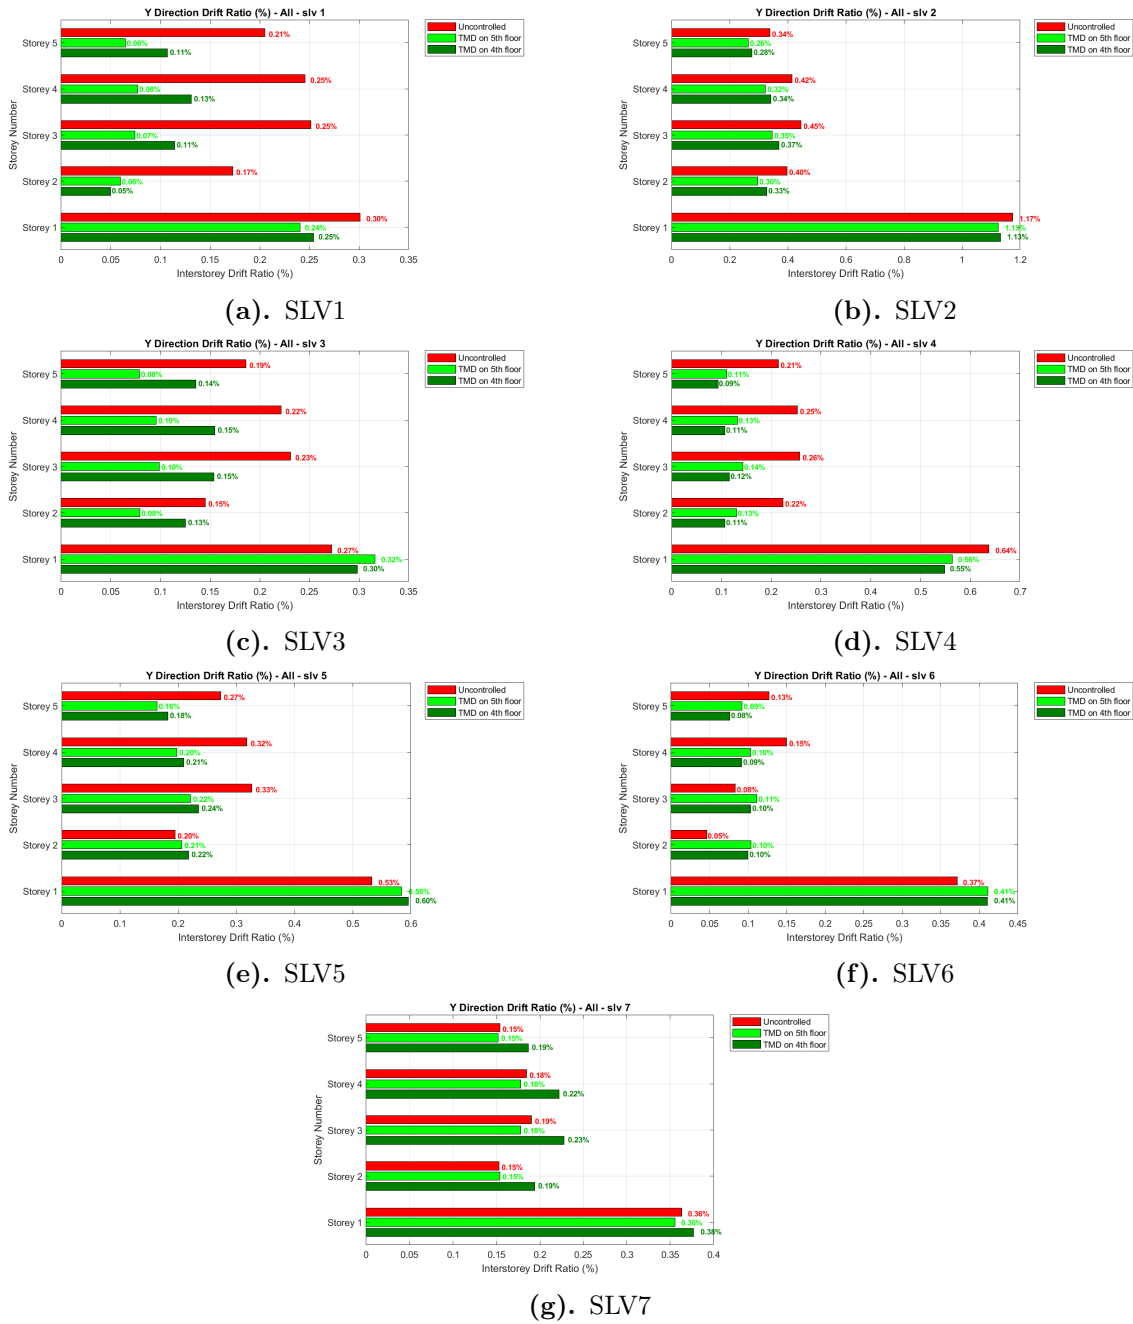 Y Direction Drift Ratio (%) - All - slv 1
Uncontrolled
TMD on 5th floor
TMD on 4th floor
Storey Number
Storey 5
0.21%
0.06%
0.11%
Storey 4
0.25%
0.08%
0.13%
Storey 3
0.25%
0.07%
0.11%
Storey 2
0.17%
0.06%
0.05%
Storey 1
0.30%
0.24%
0.25%
0 0.05 0.1 0.15 0.2 0.25 0.3 0.35
Interstorey Drift Ratio (%)
(a). SLV1
Y Direction Drift Ratio (%) - All - slv 2
Uncontrolled
TMD on 5th floor
TMD on 4th floor
Storey Number
Storey 5
0.34%
0.26%
0.28%
Storey 4
0.42%
0.32%
0.34%
Storey 3
0.45%
0.35%
0.37%
Storey 2
0.40%
0.30%
0.33%
Storey 1
1.17%
1.13%
1.13%
0 0.2 0.4 0.6 0.8 1 1.2
Interstorey Drift Ratio (%)
(b). SLV2
Y Direction Drift Ratio (%) - All - slv 3
Uncontrolled
TMD on 5th floor
TMD on 4th floor
Storey Number
Storey 5
0.19%
0.08%
0.14%
Storey 4
0.22%
0.10%
0.15%
Storey 3
0.23%
0.10%
0.15%
Storey 2
0.15%
0.08%
0.13%
Storey 1
0.27%
0.32%
0.30%
0 0.05 0.1 0.15 0.2 0.25 0.3 0.35
Interstorey Drift Ratio (%)
(c). SLV3
Y Direction Drift Ratio (%) - All - slv 4
Uncontrolled
TMD on 5th floor
TMD on 4th floor
Storey Number
Storey 5
0.21%
0.11%
0.09%
Storey 4
0.25%
0.13%
0.11%
Storey 3
0.26%
0.14%
0.12%
Storey 2
0.22%
0.13%
0.11%
Storey 1
0.64%
0.56%
0.55%
0 0.1 0.2 0.3 0.4 0.5 0.6 0.7
Interstorey Drift Ratio (%)
(d). SLV4
Y Direction Drift Ratio (%) - All - slv 5
Uncontrolled
TMD on 5th floor
TMD on 4th floor
Storey Number
Storey 5
0.27%
0.16%
0.18%
Storey 4
0.32%
0.20%
0.21%
Storey 3
0.33%
0.22%
0.24%
Storey 2
0.20%
0.21%
0.22%
Storey 1
0.53%
0.58%
0.60%
0 0.1 0.2 0.3 0.4 0.5 0.6
Interstorey Drift Ratio (%)
(e). SLV5
Y Direction Drift Ratio (%) - All - slv 6
Uncontrolled
TMD on 5th floor
TMD on 4th floor
Storey Number
Storey 5
0.13%
0.09%
0.08%
Storey 4
0.15%
0.10%
0.09%
Storey 3
0.08%
0.11%
0.10%
Storey 2
0.05%
0.10%
0.10%
Storey 1
0.37%
0.41%
0.41%
0 0.05 0.1 0.15 0.2 0.25 0.3 0.35 0.4 0.45
Interstorey Drift Ratio (%)
(f). SLV6
Y Direction Drift Ratio (%) - All - slv 7
Uncontrolled
TMD on 5th floor
TMD on 4th floor
Storey Number
Storey 5
0.15%
0.15%
0.19%
Storey 4
0.18%
0.18%
0.22%
Storey 3
0.19%
0.18%
0.23%
Storey 2
0.15%
0.15%
0.19%
Storey 1
0.36%
0.36%
0.38%
0 0.05 0.1 0.15 0.2 0.25 0.3 0.35 0.4
Interstorey Drift Ratio (%)
(g). SLV7